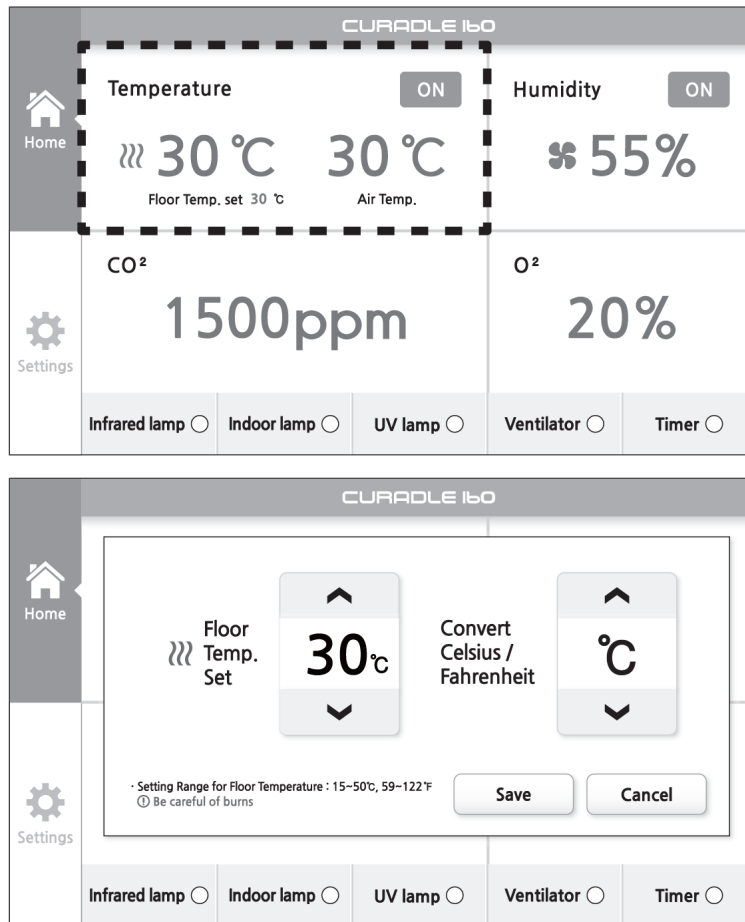 CURADLE 160
Temperature ON Humidity ON
Home
30 ℃ 30 ℃ 55%
Floor Temp. set 30 ℃ Air Temp.
CO² O²
1500ppm 20%
Settings
Infrared lamp Indoor lamp UV lamp Ventilator Timer
CURADLE 160
Home
Floor
Temp.
Set
30℃
Convert
Celsius /
Fahrenheit
℃
· Setting Range for Floor Temperature : 15~50℃, 59~122℉
! Be careful of burns
Save Cancel
Settings
Infrared lamp Indoor lamp UV lamp Ventilator Timer